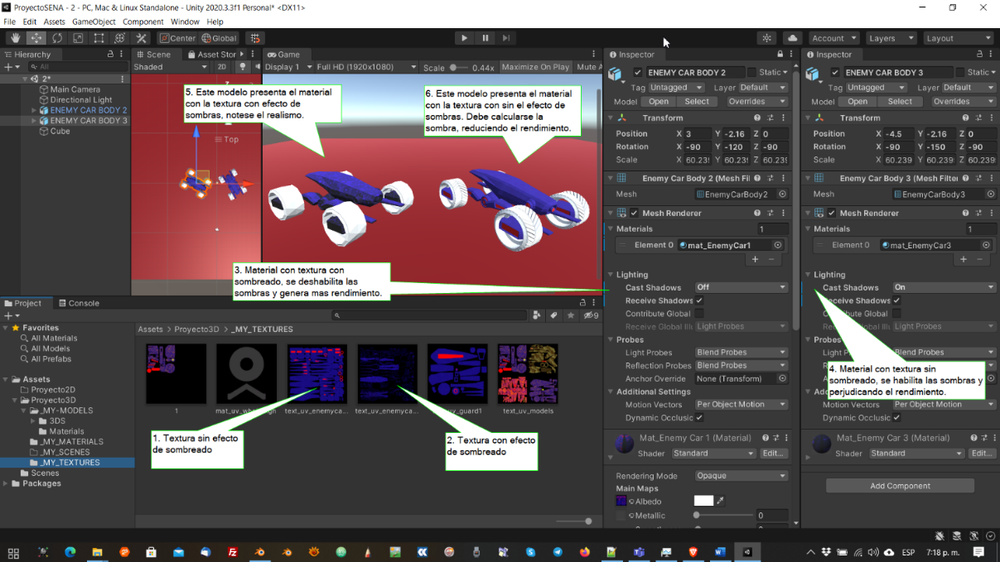 ProyectoSENA - 2 - PC, Mac & Linux Standalone - Unity 2020.3.3f1 Personal* <DX11>
File Edit Assets GameObject Component Window Help
Center Global
Account Layers Layout
Hierarchy
All
2*
Main Camera
Directional Light
ENEMY CAR BODY 2
ENEMY CAR BODY 3
Cube
Scene Asset Stor
Shaded 2D
Top
Game
Display 1 Full HD (1920x1080) Scale 0.44x Maximize On Play Mute A
5. Este modelo presenta el material
con la textura con efecto de
sombras, notese el realismo.
6. Este modelo presenta el material
con la textura con sin el efecto de
sombras. Debe calcularse la
sombra, reduciendo el rendimiento.
3. Material con textura con
sombreado, se deshabilita las
sombras y genera mas rendimiento.
Inspector
ENEMY CAR BODY 2 Static
Tag Untagged Layer Default
Model Open Select Overrides
Transform
Position X 3 Y -2.16 Z 0
Rotation X -90 Y -120 Z -90
Scale X 60.239 Y 60.239 Z 60.239
Enemy Car Body 2 (Mesh Fil
Mesh EnemyCarBody2
Mesh Renderer
Materials 1
Element 0 mat_EnemyCar1
Lighting
Cast Shadows Off
Receive Shadows
Contribute Global
Receive Global Illu Light Probes
Probes
Light Probes Blend Probes
Reflection Probes Blend Probes
Anchor Override None (Transform)
Additional Settings
Motion Vectors Per Object Motion
Dynamic Occlusic
Mat_Enemy Car 1 (Material)
Shader Standard Edit...
Rendering Mode Opaque
Main Maps
Albedo
Metallic 0
Inspector
ENEMY CAR BODY 3 Static
Tag Untagged Layer Default
Model Open Select Overrides
Transform
Position X -4.5 Y -2.16 Z 0
Rotation X -90 Y -150 Z -90
Scale X 60.239 Y 60.239 Z 60.239
Enemy Car Body 3 (Mesh Filter
Mesh EnemyCarBody3
Mesh Renderer
Materials 1
Element 0 mat_EnemyCar3
Lighting
Cast Shadows On
Receive Shadows
Contribute Global
Receive Global Illu Light Probes
Probes
Blend Probes
4. Material con textura sin
sombreado, se habilita las sombras y
perjudicando el rendimiento.
Motion Vectors Per Object Motion
Dynamic Occlusic
Mat_Enemy Car 3 (Material)
Shader Standard Edit...
Add Component
Project Console
9
Favorites
All Materials
All Models
All Prefabs
Assets
Proyecto2D
Proyecto3D
_MY-MODELS
3DS
Materials
_MY_MATERIALS
_MY_SCENES
_MY_TEXTURES
Scenes
Packages
Assets > Proyecto3D > _MY_TEXTURES
1
text_uv_enemyca...
text_uv_enemyca...
text_uv_models
1. Textura sin efecto
de sombreado
2. Textura con efecto
de sombreado
ESP 7:18 p. m.